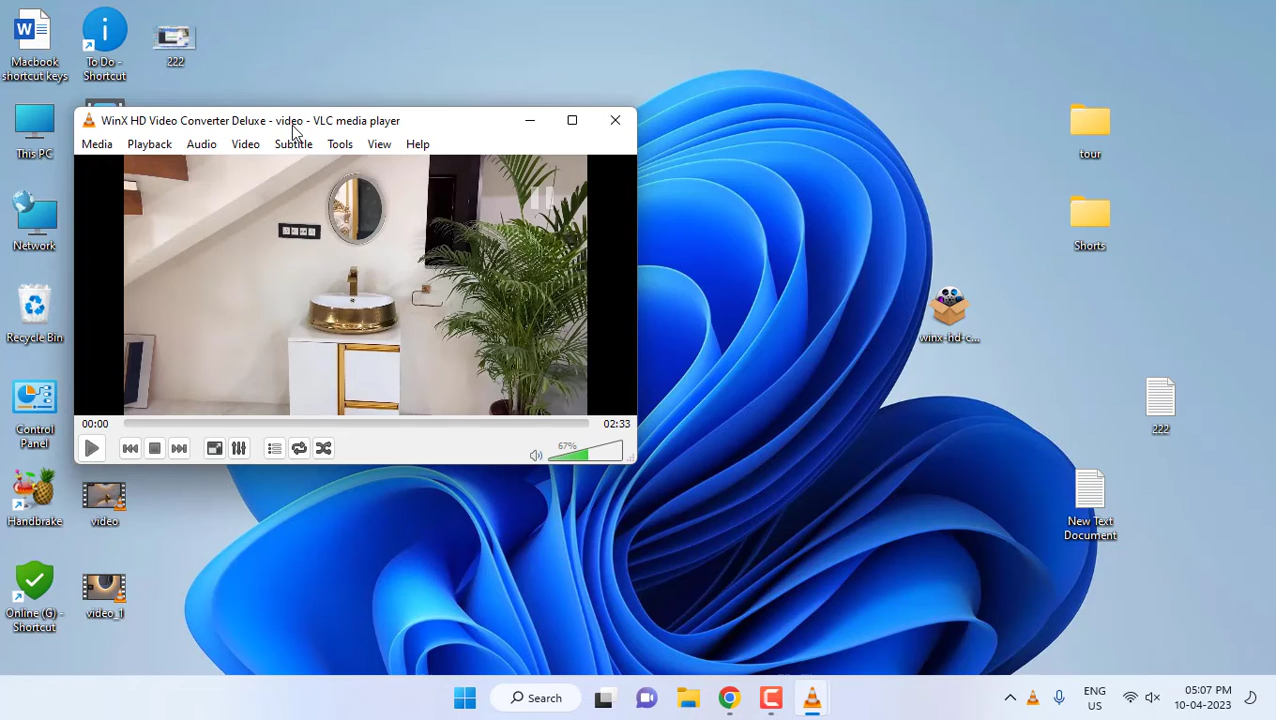 Macbook
shortcut keys
To Do -
Shortcut
222
This PC
Network
Recycle Bin
Control
Panel
Handbrake
video
Online (G) -
Shortcut
video_1
WinX HD Video Converter Deluxe - video - VLC media player
Media Playback Audio Video Subtitle Tools View Help
00:00 02:33
67%
tour
Shorts
winx-hd-c...
222
New Text
Document
Search
ENG
US
05:07 PM
10-04-2023